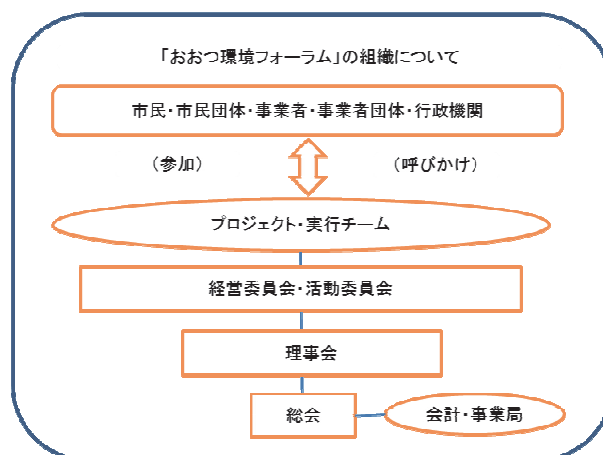 「おおつ環境フォーラム」の組織について
市民・市民団体・事業者・事業者団体・行政機関
（参加）
（呼びかけ）
プロジェクト・実行チーム
経営委員会・活動委員会
理事会
総会
会計・事業局